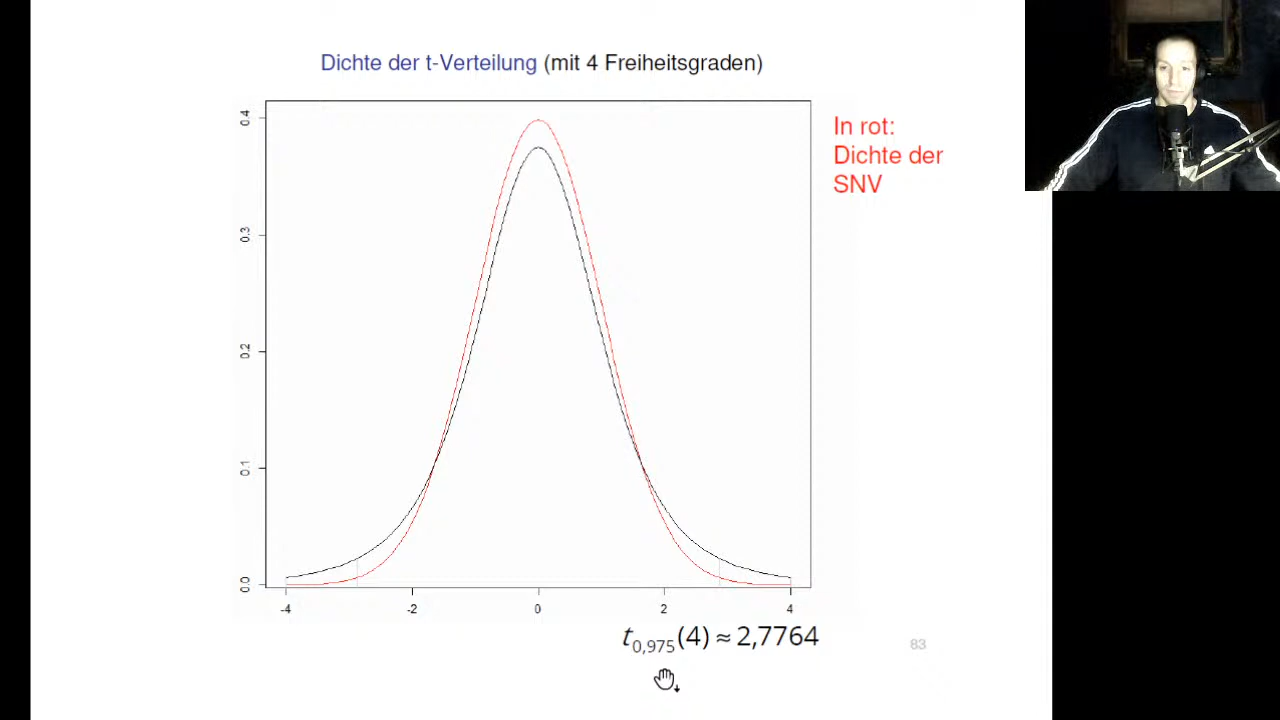 Dichte der t-Verteilung (mit 4 Freiheitsgraden)
In rot:
Dichte der
SNV
0.4
0.3
0.2
0.1
0.0
-4 -2 0 2 4
t0,975(4) ≈ 2,7764
83